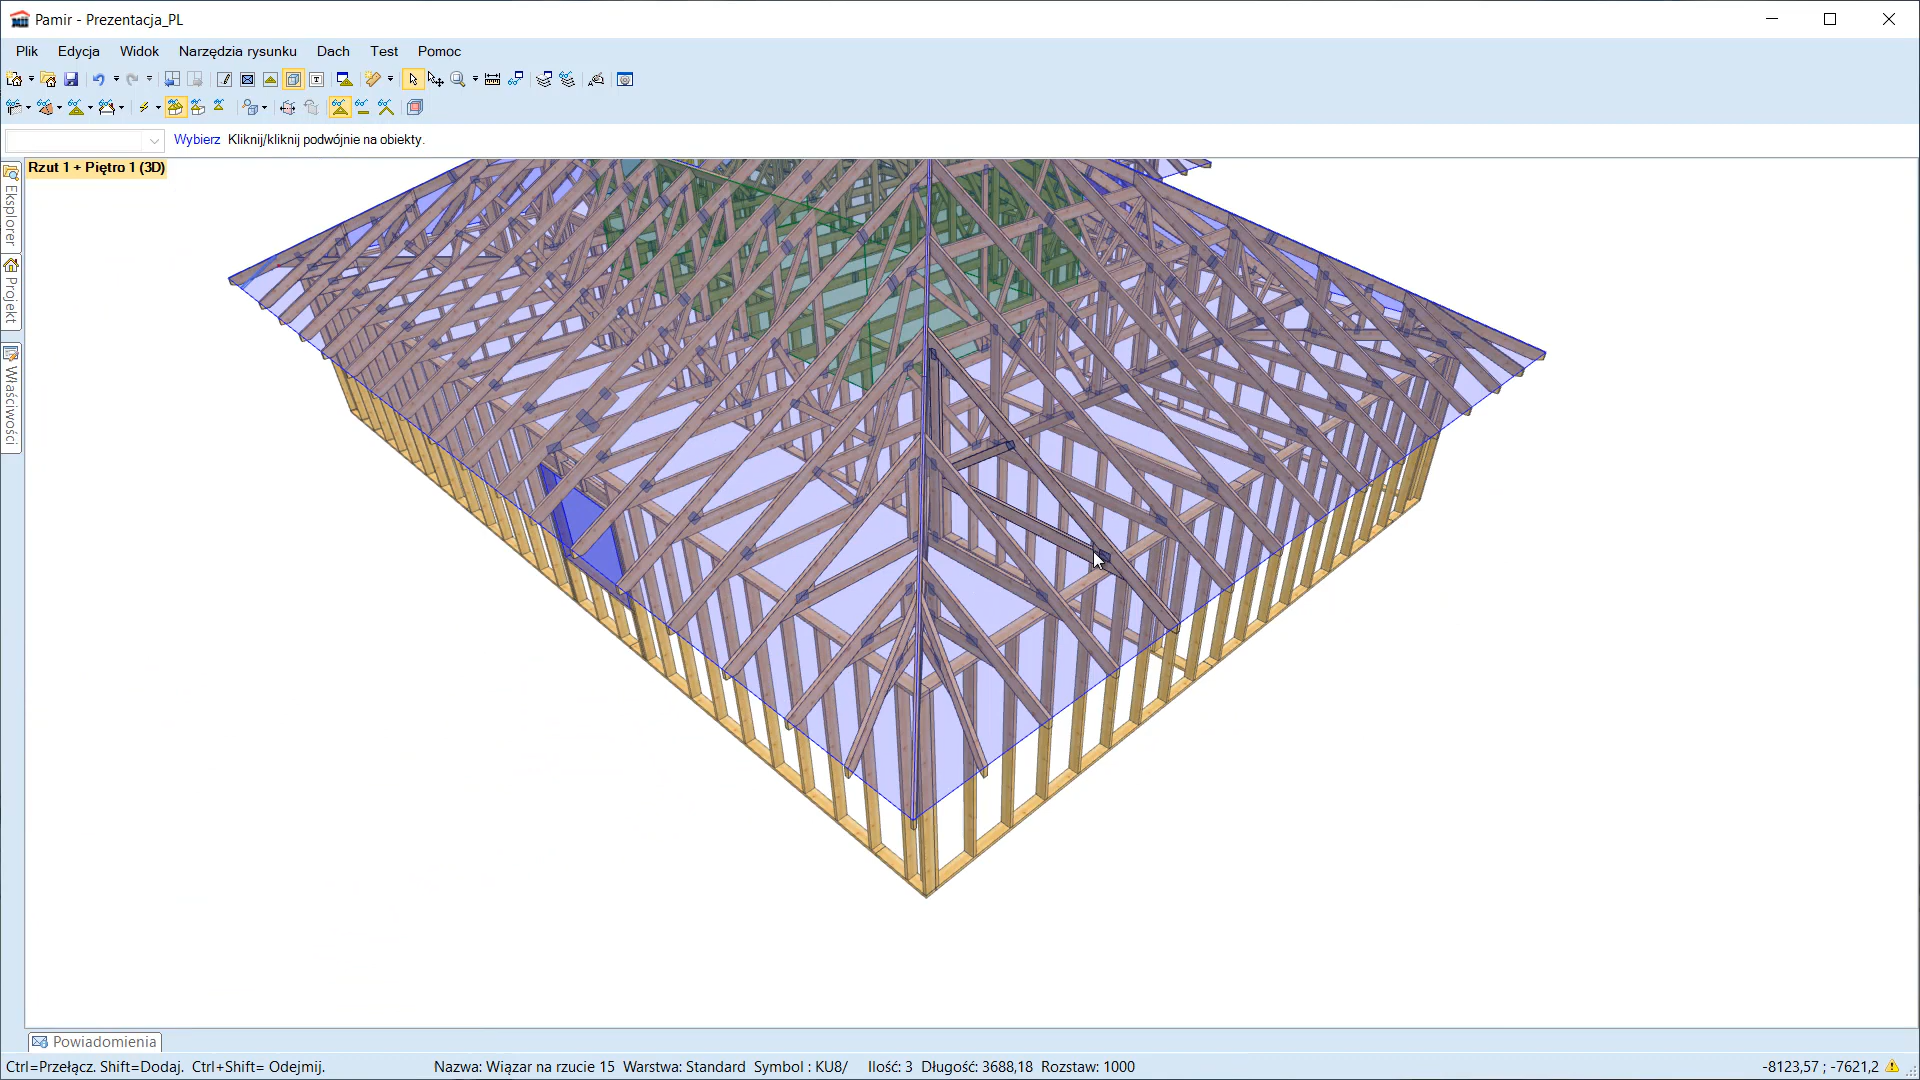 Pamir - Prezentacja_PL
Plik Edycja Widok Narzędzia rysunku Dach Test Pomoc
Wybierz Kliknij/kliknij podwójnie na obiekty.
Rzut 1 + Piętro 1 (3D)
Eksplorer
Projekt
Właściwości
Powiadomienia
Ctrl=Przełącz. Shift=Dodaj. Ctrl+Shift= Odejmij. Nazwa: Wiązar na rzucie 15 Warstwa: Standard Symbol : KU8/ Ilość: 3 Długość: 3688,18 Rozstaw: 1000 -8123,57 ; -7621,2